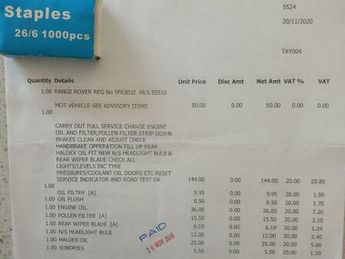 Staples
26/6 1000pcs
5524
20/11/2020
TAY004
Quantity Details Unit Price Disc Amt Net Amt VAT % VAT
1.00 RANGE ROVER REG No YF63DJZ MLS 55510
MOT VEHICLE-SEE ADVISORY ITEMS 50.00 0.00 50.00 0.00 0.00
1.00
1.00
CARRY OUT FULL SERVICE CHANGE ENGINE
OIL AND FILTER,POLLEN FILTER STRIP DOWN
BRAKES CLEAN AND ADJUST CHECK
HANDBRAKE OPPERATION FILL UP REAR
HALDEX OIL FIT NEW N/S HEADLIGHT BULB &
REAR WIPER BLADE CHECK ALL
LIGHTS/LEVELS INC TYRE
PRESSURES/COOLANT OIL DOORS ETC RESET
SERVICE INDICATOR AND ROAD TEST OK 144.00 0.00 144.00 20.00 28.80
1.00
1.00 OIL FILTER [A] 9.95 0.00 9.95 20.00 1.99
1.00 OIL FLUSH 8.50 0.00 8.50 20.00 1.70
1.00 ENGINE OIL 36.00 0.00 36.00 20.00 7.20
1.00 POLLEN FILTER [A] 15.50 0.00 15.50 20.00 3.10
1.00 REAR WIPER BLADE [A] 6.19 0.00 6.19 20.00 1.24
1.00 N/S HEADLIGHT BULB 12.00 0.00 12.00 20.00 2.40
1.00 HALDEX OIL 25.50 0.00 25.50 20.00 5.10
1.00 SUNDRIES 5.50 0.00 5.50 20.00 1.10
PAID